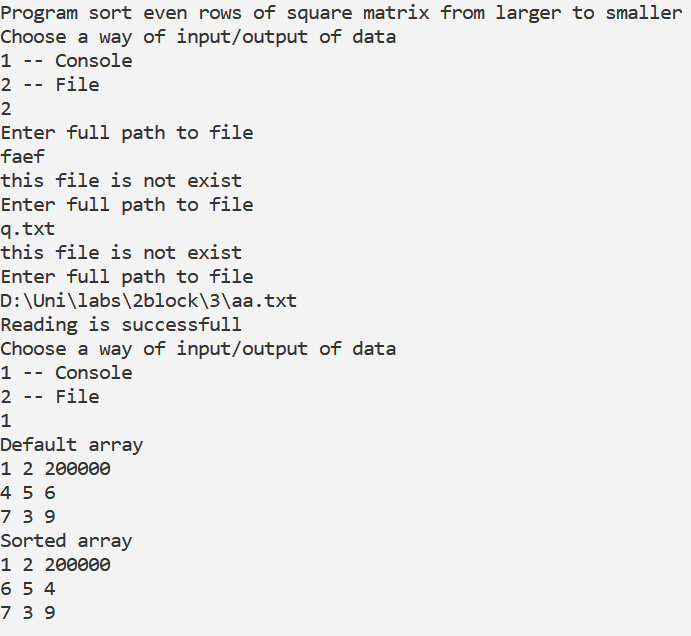 Program sort even rows of square matrix from larger to smaller
Choose a way of input/output of data
1 -- Console
2 -- File
2
Enter full path to file
faef
this file is not exist
Enter full path to file
q.txt
this file is not exist
Enter full path to file
D:\Uni\labs\2block\3\aa.txt
Reading is successfull
Choose a way of input/output of data
1 -- Console
2 -- File
1
Default array
1 2 200000
4 5 6
7 3 9
Sorted array
1 2 200000
6 5 4
7 3 9